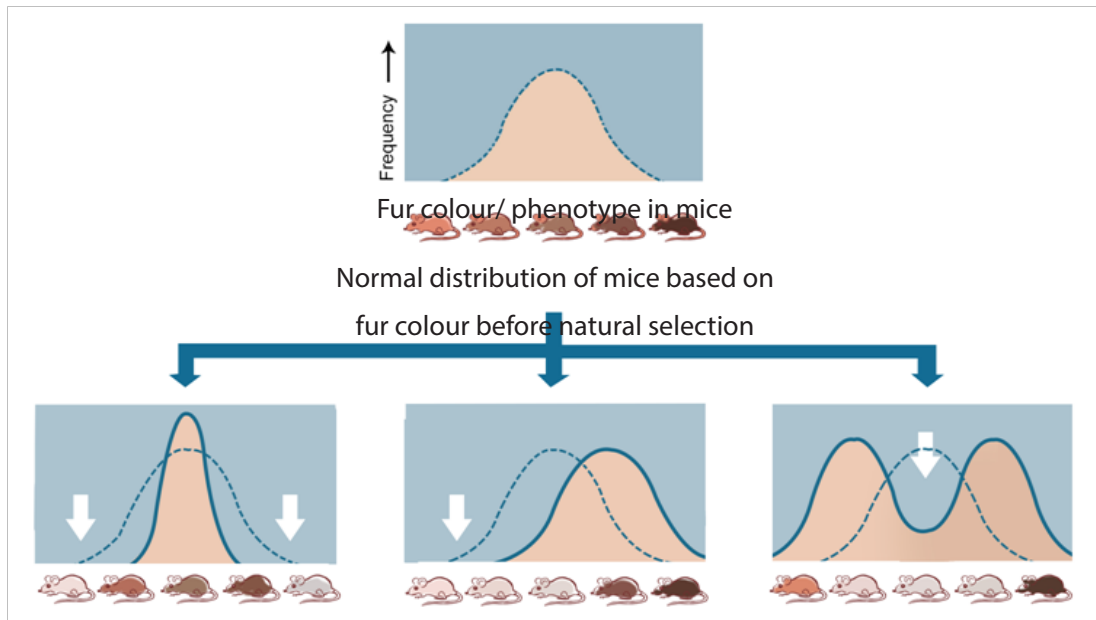 Frequency
Fur colour/ phenotype in mice
Normal distribution of mice based on
fur colour before natural selection